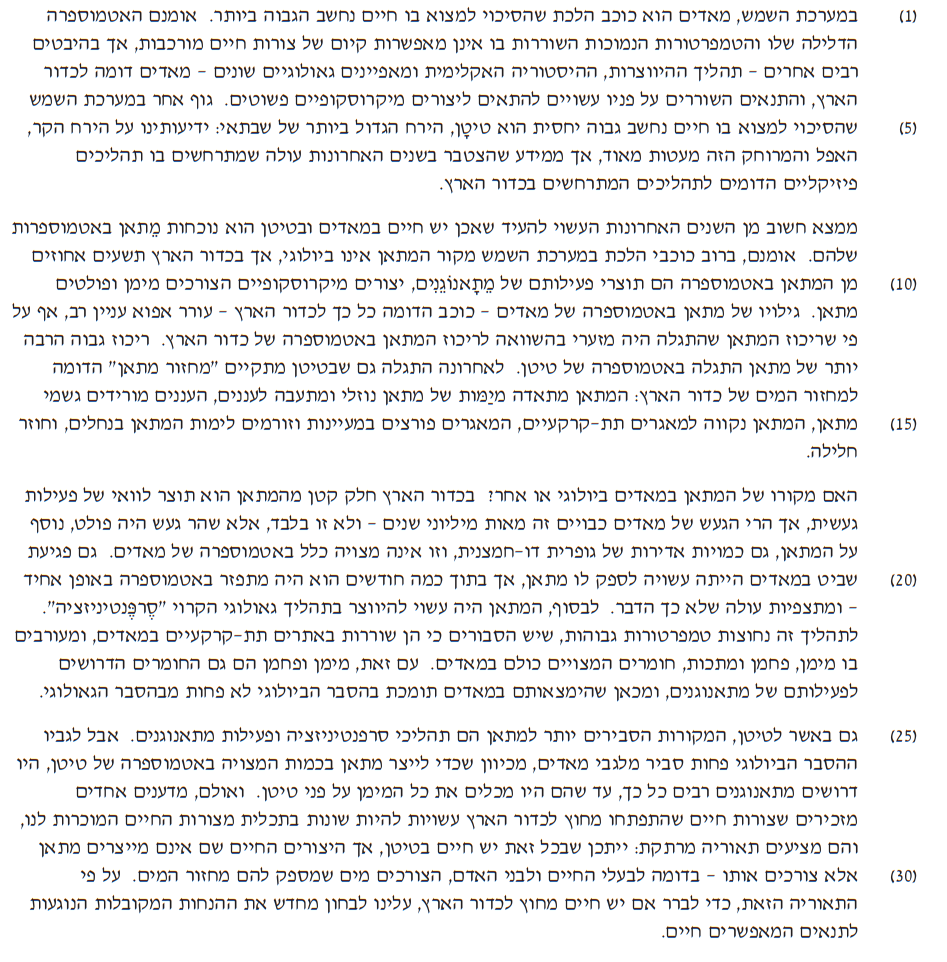 (1) במערכת השמש, מאדים הוא כוכב הלכת שהסיכוי למצוא בו חיים נחשב הגבוה ביותר. אומנם האטמוספרה
הדלילה שלו והטמפרטורות הנמוכות השוררות בו אינן מאפשרות קיום של צורות חיים מורכבות, אך בהיבטים
רבים אחרים – תהליך ההיווצרות, ההיסטוריה האקלימית ומאפיינים גאולוגיים שונים – מאדים דומה לכדור
הארץ, והתנאים השוררים על פניו עשויים להתאים ליצורים מיקרוסקופיים פשוטים. גוף אחר במערכת השמש
(5) שהסיכוי למצוא בו חיים נחשב גבוה יחסית הוא טיטָן, הירח הגדול ביותר של שבתאי: ידיעותינו על הירח הקר,
האפל והמרוחק הזה מעטות מאוד, אך ממידע שהצטבר בשנים האחרונות עולה שמתרחשים בו תהליכים
פיזיקליים הדומים לתהליכים המתרחשים בכדור הארץ.
ממצא חשוב מן השנים האחרונות העשוי להעיד שאכן יש חיים במאדים ובטיטן הוא נוכחות מֵתאן באטמוספרות
שלהם. אומנם, ברוב כוכבי הלכת במערכת השמש מקור המתאן אינו ביולוגי, אך בכדור הארץ תשעים אחוזים
(10) מן המתאן באטמוספרה הם תוצרי פעילותם של מֵתָאנוֹגֵנִים, יצורים מיקרוסקופיים הצורכים מימן ופולטים
מתאן. גילויו של מתאן באטמוספרה של מאדים – כוכב הדומה כל כך לכדור הארץ – עורר אפוא עניין רב, אף על
פי שריכוז המתאן שהתגלה היה מזערי בהשוואה לריכוז המתאן באטמוספרה של כדור הארץ. ריכוז גבוה הרבה
יותר של מתאן התגלה באטמוספרה של טיטן. לאחרונה התגלה גם שבטיטן מתקיים "מחזור מתאן" הדומה
למחזור המים של כדור הארץ: המתאן מתאדה מיַמּות של מתאן נוזלי ומתעבה לעננים, העננים מורידים גשמי
(15) מתאן, המתאן נקווה למאגרים תת-קרקעיים, המאגרים פורצים במעיינות וזורמים לימות המתאן בנחלים, וחוזר
חלילה.
האם מקורו של המתאן במאדים ביולוגי או אחר? בכדור הארץ חלק קטן מהמתאן הוא תוצר לוואי של פעילות
געשית, אך הרי הגעש של מאדים כבויים זה מאות מיליוני שנים – ולא זו בלבד, אלא שהר געש היה פולט, נוסף
על המתאן, גם כמויות אדירות של גופרית דו-חמצנית, וזו אינה מצויה כלל באטמוספרה של מאדים. גם פגיעת
(20) שביט במאדים הייתה עשויה לספק לו מתאן, אך בתוך כמה חודשים הוא היה מתפזר באטמוספרה באופן אחיד
– ומתצפיות עולה שלא כך הדבר. לבסוף, המתאן היה עשוי להיווצר בתהליך גאולוגי הקרוי "סֶרפֶּנטיניזציה".
לתהליך זה נחוצות טמפרטורות גבוהות, שיש הסבורים כי הן שוררות באתרים תת-קרקעיים במאדים, ומעורבים
בו מימן, פחמן ומתכות, חומרים המצויים כולם במאדים. עם זאת, מימן ופחמן הם גם החומרים הדרושים
לפעילותם של מתאנוגנים, ומכאן שהימצאותם במאדים תומכת בהסבר הביולוגי לא פחות מבהסבר הגאולוגי.
(25) גם באשר לטיטן, המקורות הסבירים יותר למתאן הם תהליכי סרפנטיניזציה ופעילות מתאנוגנים. אבל לגביו
ההסבר הביולוגי פחות סביר מלגבי מאדים, מכיוון שכדי לייצר מתאן בכמות המצויה באטמוספרה של טיטן, היו
דרושים מתאנוגנים רבים כל כך, עד שהם היו מכלים את כל המימן על פני טיטן. ואולם, מדענים אחדים
מזכירים שצורות חיים שהתפתחו מחוץ לכדור הארץ עשויות להיות שונות בתכלית מצורות החיים המוכרות לנו,
והם מציעים תאוריה מרתקת: ייתכן שבכל זאת יש חיים בטיטן, אך היצורים החיים שם אינם מייצרים מתאן
(30) אלא צורכים אותו – בדומה לבעלי החיים ולבני האדם, הצורכים מים שמספק להם מחזור המים. על פי
התאוריה הזאת, כדי לברר אם יש חיים מחוץ לכדור הארץ, עלינו לבחון מחדש את ההנחות המקובלות הנוגעות
לתנאים המאפשרים חיים.